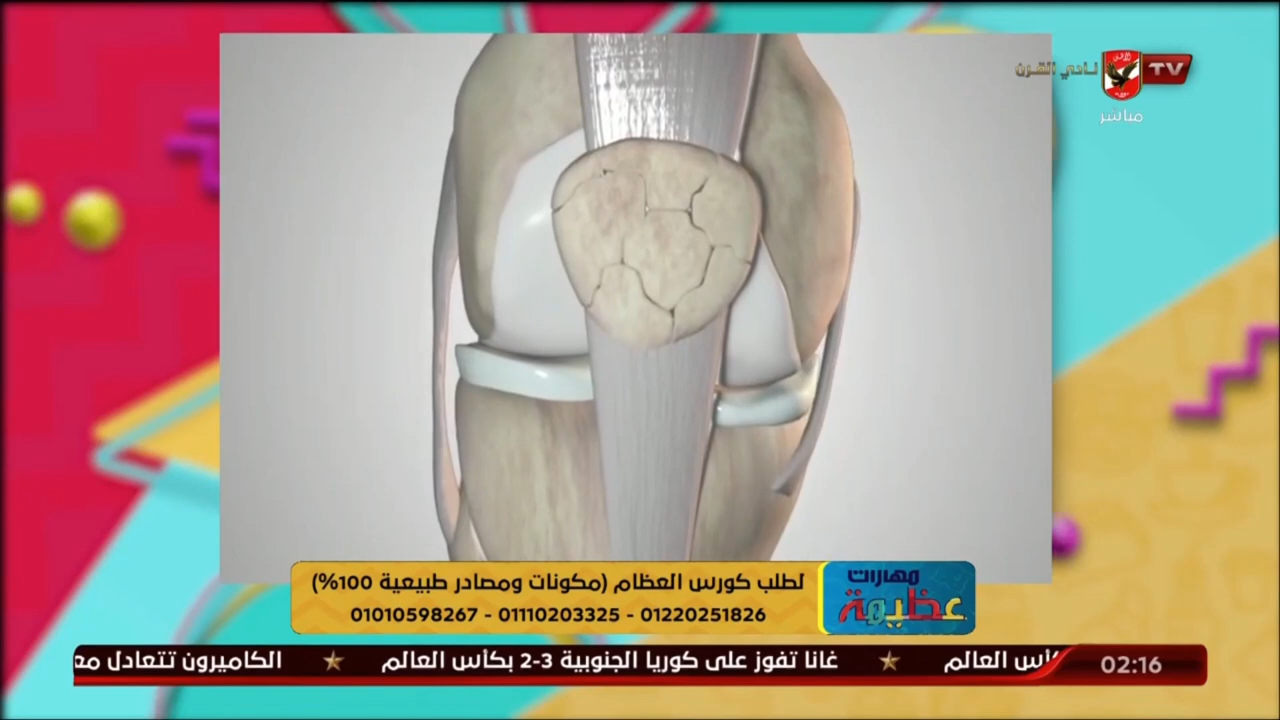 نادي القرن
TV
مباشر
لطلب كورس العظام (مكونات ومصادر طبيعية 100%)
01010598267 - 01110203325 - 01220251826
مهارات
عظيمة
كأس العالم ★ غانا تفوز على كوريا الجنوبية 3-2 بكأس العالم ★ الكاميرون تتعادل مع
02:16